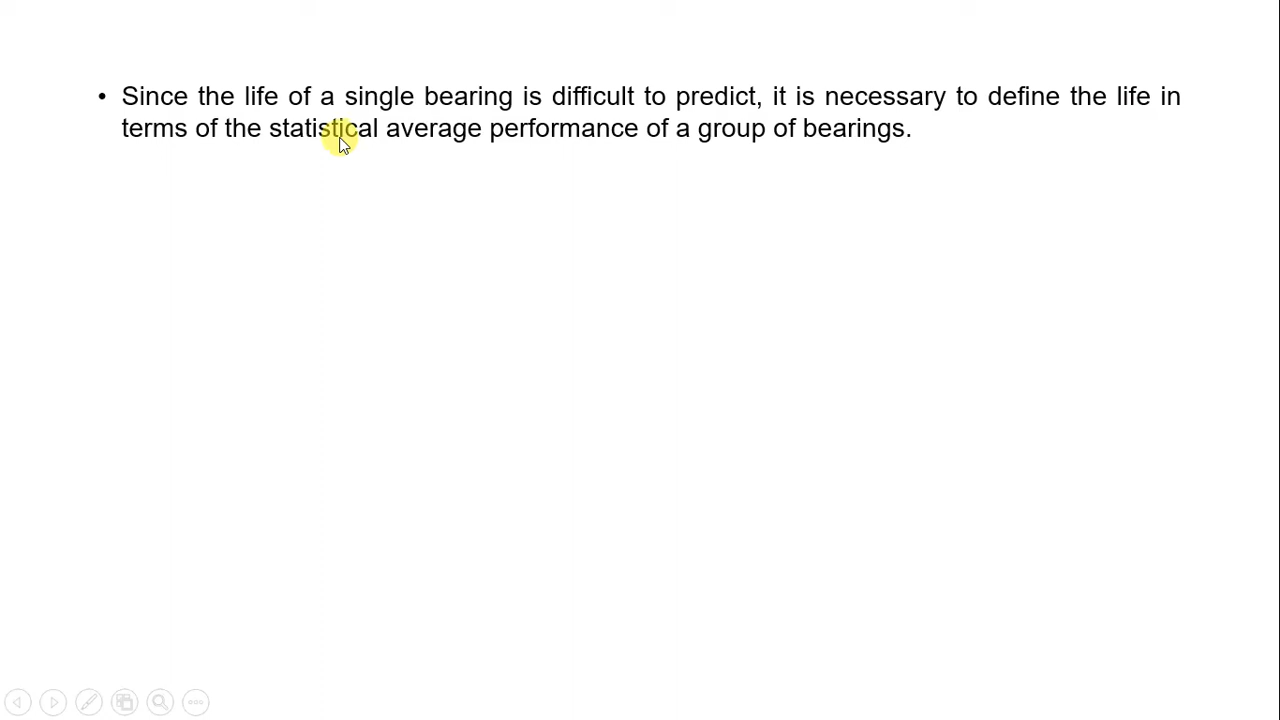 • Since the life of a single bearing is difficult to predict, it is necessary to define the life in
terms of the statistical average performance of a group of bearings.